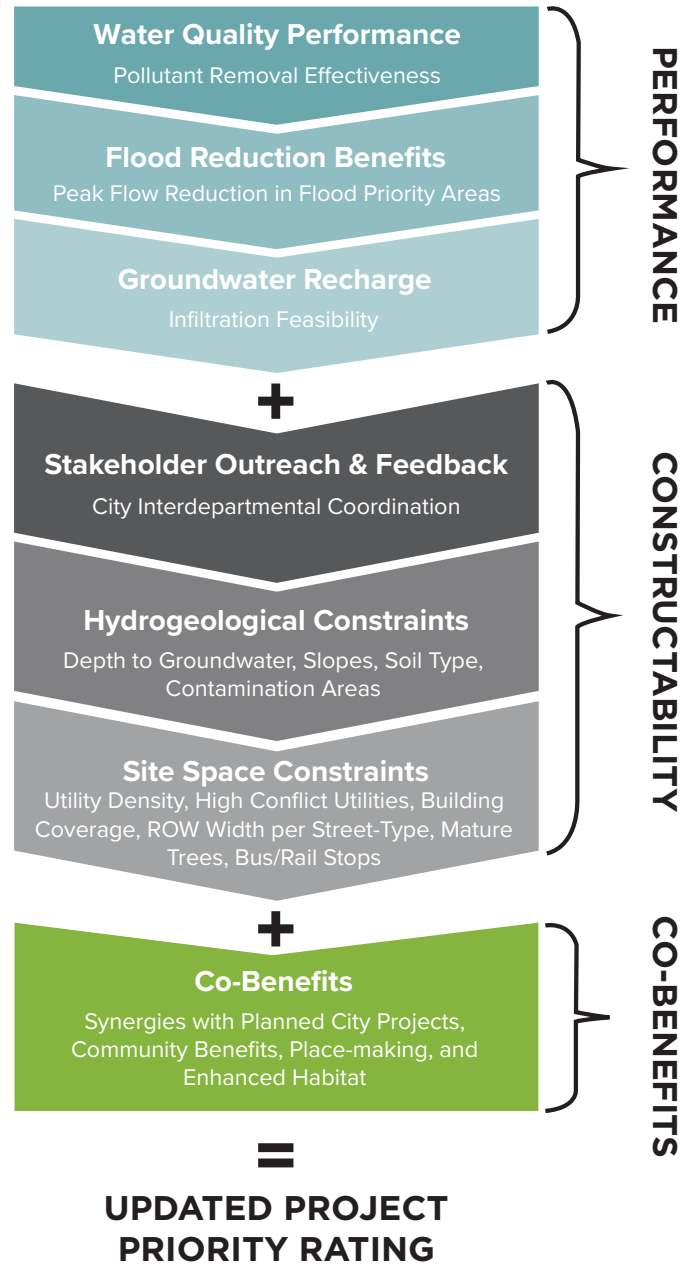 Water Quality Performance
Pollutant Removal Effectiveness
Flood Reduction Benefits
Peak Flow Reduction in Flood Priority Areas
Groundwater Recharge
Infiltration Feasibility
PERFORMANCE
+
Stakeholder Outreach & Feedback
City Interdepartmental Coordination
Hydrogeological Constraints
Depth to Groundwater, Slopes, Soil Type,
Contamination Areas
Site Space Constraints
Utility Density, High Conflict Utilities, Building
Coverage, ROW Width per Street-Type, Mature
Trees, Bus/Rail Stops
CONSTRUCTABILITY
+
Co-Benefits
Synergies with Planned City Projects,
Community Benefits, Place-making, and
Enhanced Habitat
CO-BENEFITS
=
UPDATED PROJECT
PRIORITY RATING